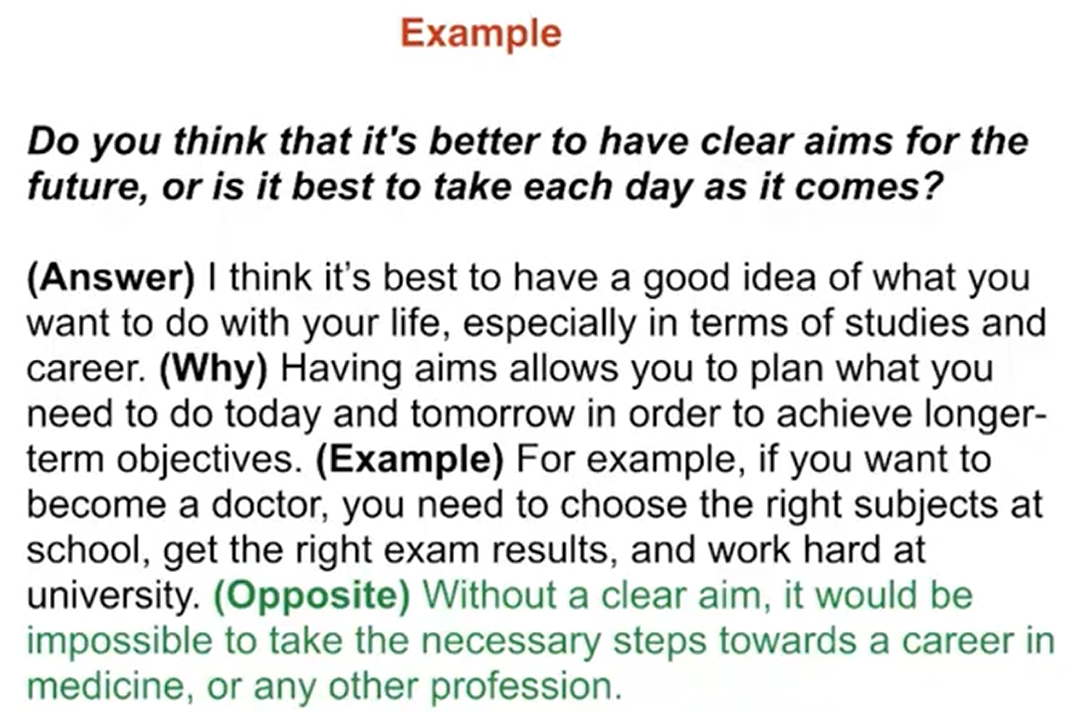 Example
Do you think that it's better to have clear aims for the
future, or is it best to take each day as it comes?
(Answer) I think it’s best to have a good idea of what you
want to do with your life, especially in terms of studies and
career. (Why) Having aims allows you to plan what you
need to do today and tomorrow in order to achieve longer-
term objectives. (Example) For example, if you want to
become a doctor, you need to choose the right subjects at
school, get the right exam results, and work hard at
university. (Opposite) Without a clear aim, it would be
impossible to take the necessary steps towards a career in
medicine, or any other profession.